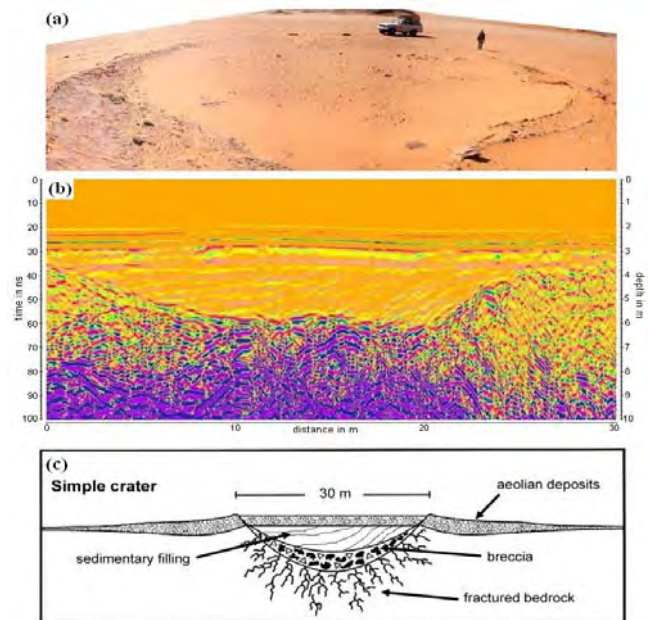 (a)
(b)
time in ns
0
10
20
30
40
50
60
70
80
90
100
0
1
2
3
4
5
6
7
8
9
10
depth in m
0
10
20
30
distance in m
(c)
Simple crater
30 m
aeolian deposits
sedimentary filling
breccia
fractured bedrock